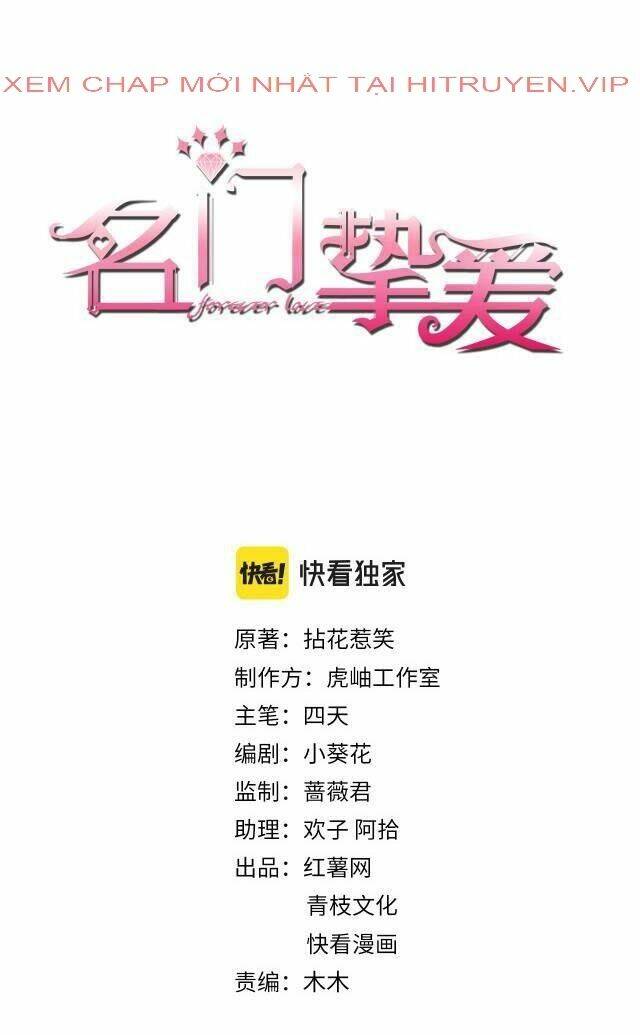 XEM CHAP MỚI NHẤT TẠI HITRUYEN.VIP
名门挚爱
forever love
快看! 快看独家
原著：拈花惹笑
制作方：虎岫工作室
主笔：四天
编剧：小葵花
监制：蔷薇君
助理：欢子 阿拾
出品：红薯网
青枝文化
快看漫画
责编：木木